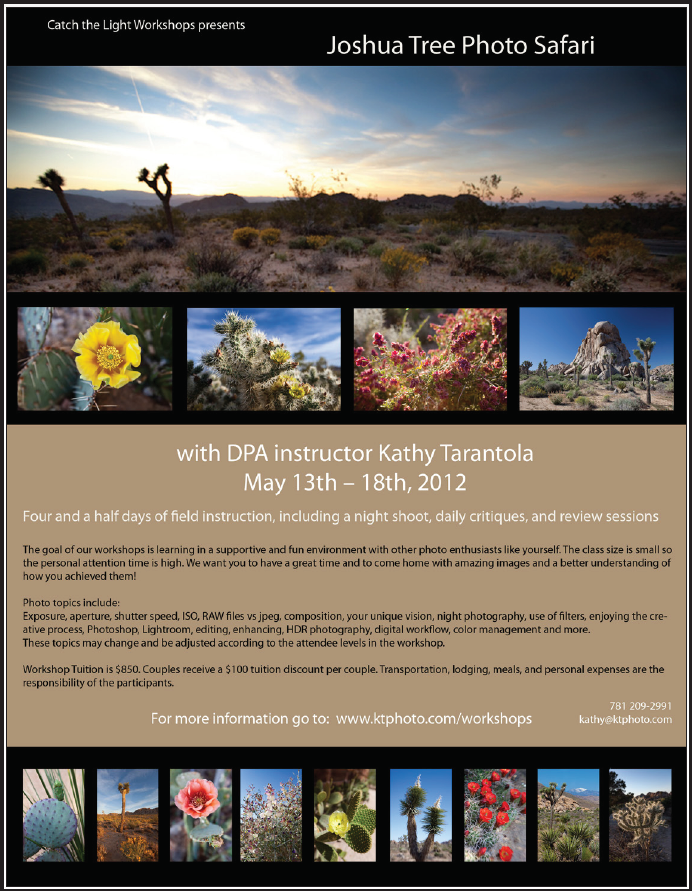 Catch the Light Workshops presents
Joshua Tree Photo Safari
with DPA instructor Kathy Tarantola
May 13th – 18th, 2012
Four and a half days of field instruction, including a night shoot, daily critiques, and review sessions
The goal of our workshops is learning in a supportive and fun environment with other photo enthusiasts like yourself. The class size is small so
the personal attention time is high. We want you to have a great time and to come home with amazing images and a better understanding of
how you achieved them!
Photo topics include:
Exposure, aperture, shutter speed, ISO, RAW files vs jpeg, composition, your unique vision, night photography, use of filters, enjoying the cre-
ative process, Photoshop, Lightroom, editing, enhancing, HDR photography, digital workflow, color management and more.
These topics may change and be adjusted according to the attendee levels in the workshop.
Workshop Tuition is $850. Couples receive a $100 tuition discount per couple. Transportation, lodging, meals, and personal expenses are the
responsibility of the participants.
For more information go to: www.ktphoto.com/workshops
781 209-2991
kathy@ktphoto.com